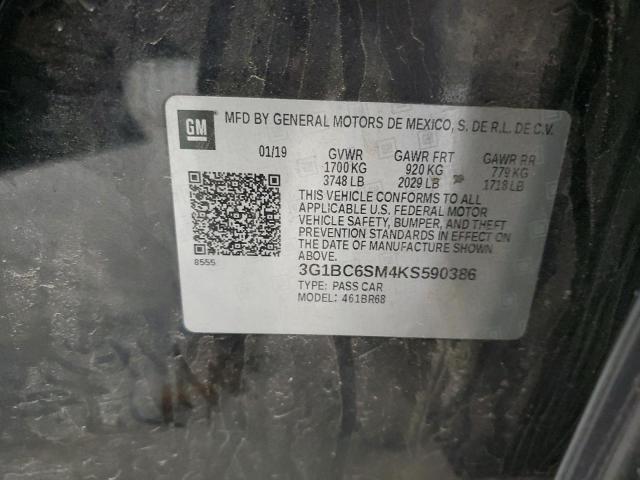 GM
MFD BY GENERAL MOTORS DE MEXICO, S. DE R.L. DE C.V.
01/19 GVWR GAWR FRT GAWR RR
1700 KG 920 KG 779 KG
3748 LB 2029 LB 1718 LB
THIS VEHICLE CONFORMS TO ALL
APPLICABLE U.S. FEDERAL MOTOR
VEHICLE SAFETY, BUMPER, AND THEFT
PREVENTION STANDARDS IN EFFECT ON
THE DATE OF MANUFACTURE SHOWN
ABOVE.
8555
3G1BC6SM4KS590386
TYPE: PASS CAR
MODEL: 461BR68